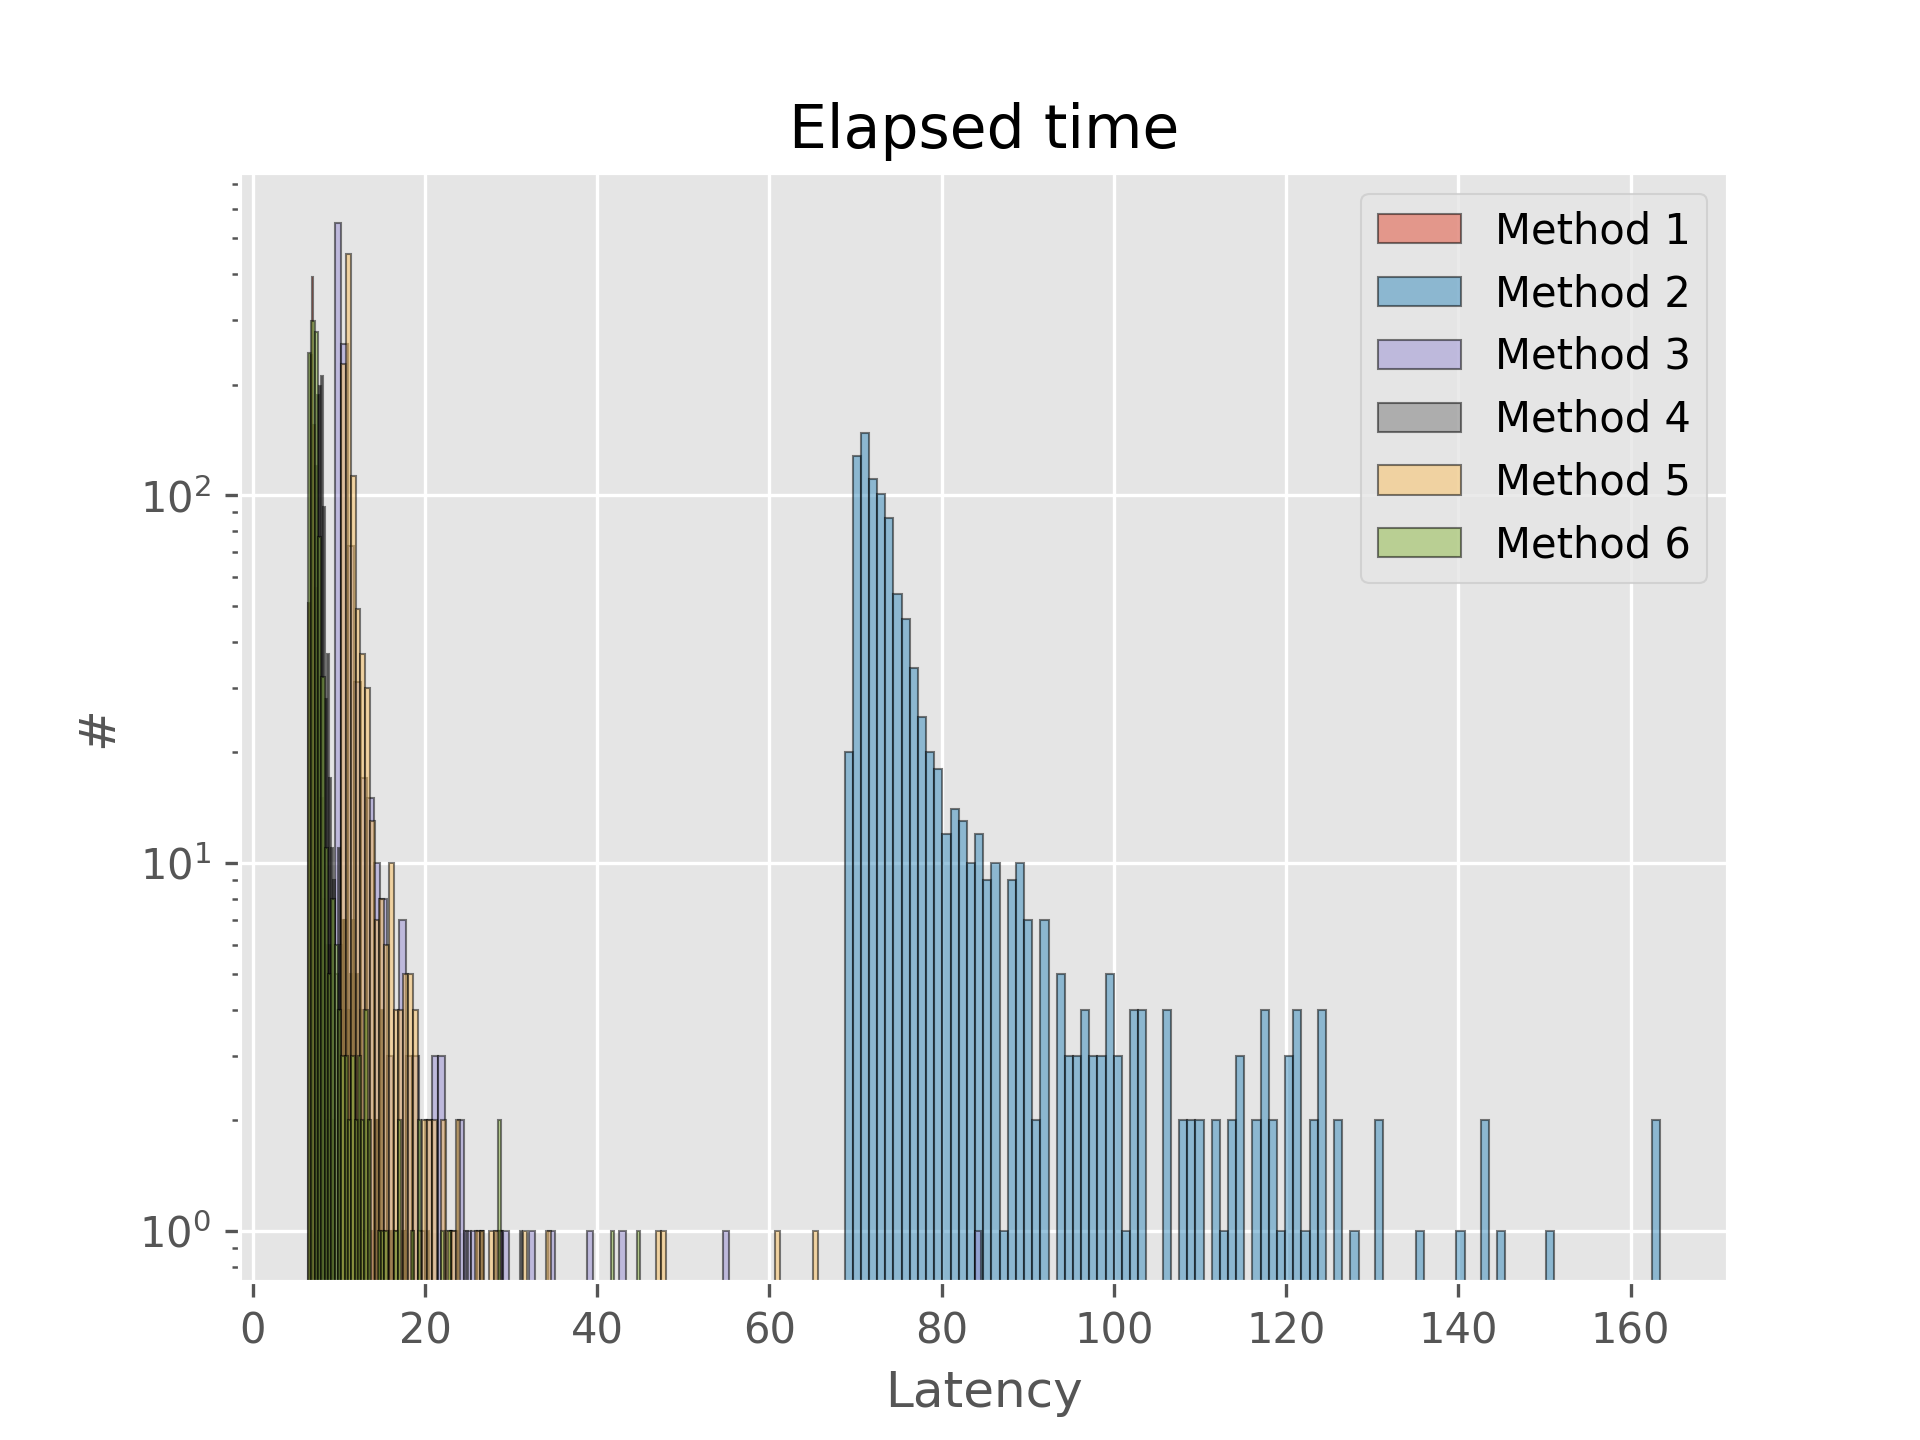 Elapsed time
Method 1
Method 2
Method 3
Method 4
Method 5
Method 6
10²
10¹
10⁰
#
0 20 40 60 80 100 120 140 160
Latency